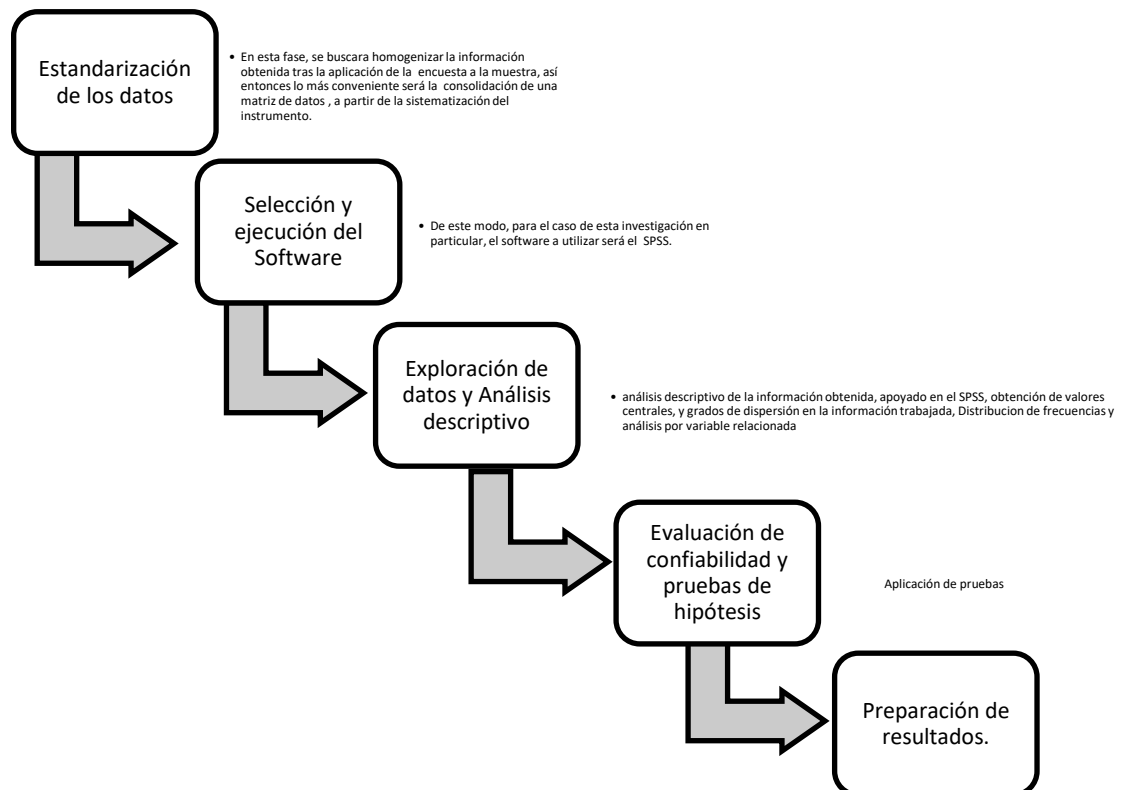 Estandarización
de los datos
• En esta fase, se buscara homogenizar la información
obtenida tras la aplicación de la encuesta a la muestra, así
entonces lo más conveniente será la consolidación de una
matriz de datos , a partir de la sistematización del
instrumento.
Selección y
ejecución del
Software
• De este modo, para el caso de esta investigación en
particular, el software a utilizar será el SPSS.
Exploración de
datos y Análisis
descriptivo
• análisis descriptivo de la información obtenida, apoyado en el SPSS, obtención de valores
centrales, y grados de dispersión en la información trabajada, Distribucion de frecuencias y
análisis por variable relacionada
Evaluación de
confiabilidad y
pruebas de
hipótesis
Aplicación de pruebas
Preparación de
resultados.